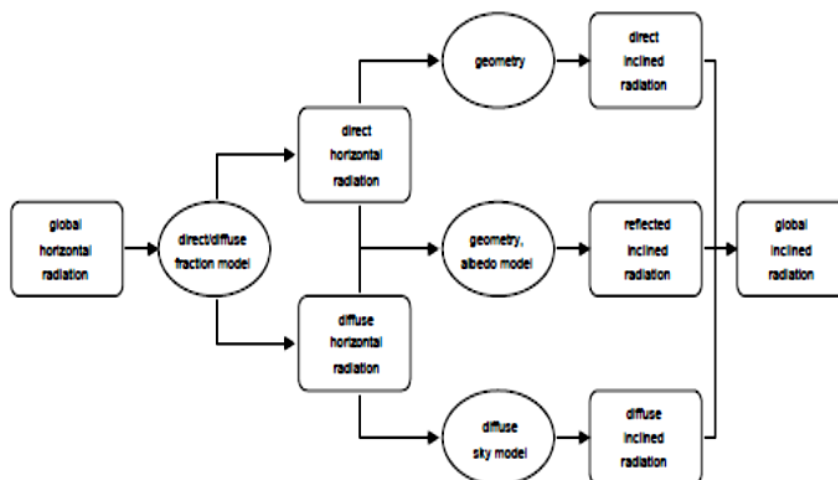 geometry
direct
inclined
radiation
direct
horizontal
radiation
global
horizontal
radiation
direct/diffuse
fraction model
geometry,
albedo model
reflected
inclined
radiation
global
inclined
radiation
diffuse
horizontal
radiation
diffuse
sky model
diffuse
inclined
radiation